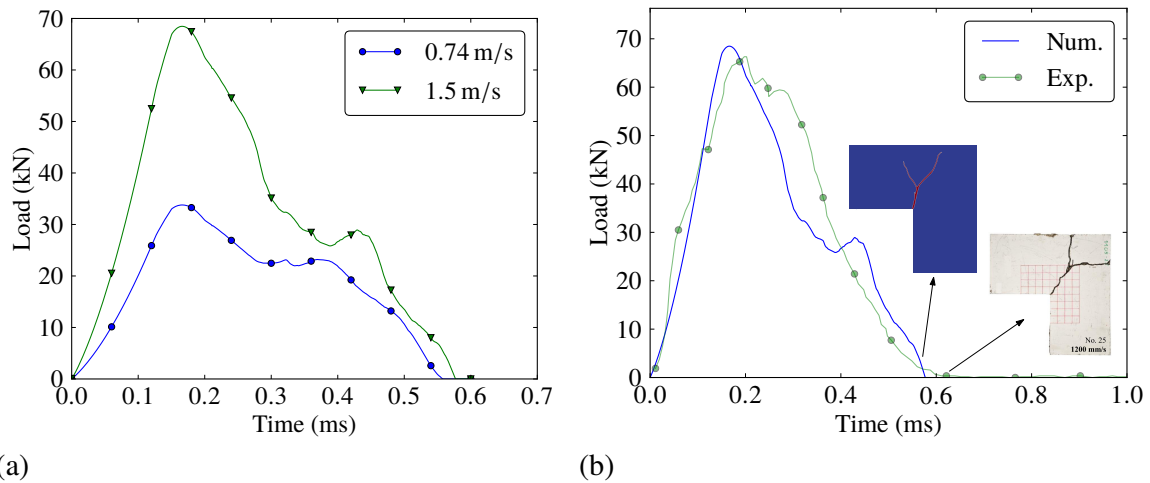 70
60
50
40
30
20
10
0
Load (kN)
0.0 0.1 0.2 0.3 0.4 0.5 0.6 0.7
Time (ms)
0.74 m/s
1.5 m/s
(a)
70
60
50
40
30
20
10
0
Load (kN)
0.0 0.2 0.4 0.6 0.8 1.0
Time (ms)
Num.
Exp.
No. 25
1200 mm/s
(b)